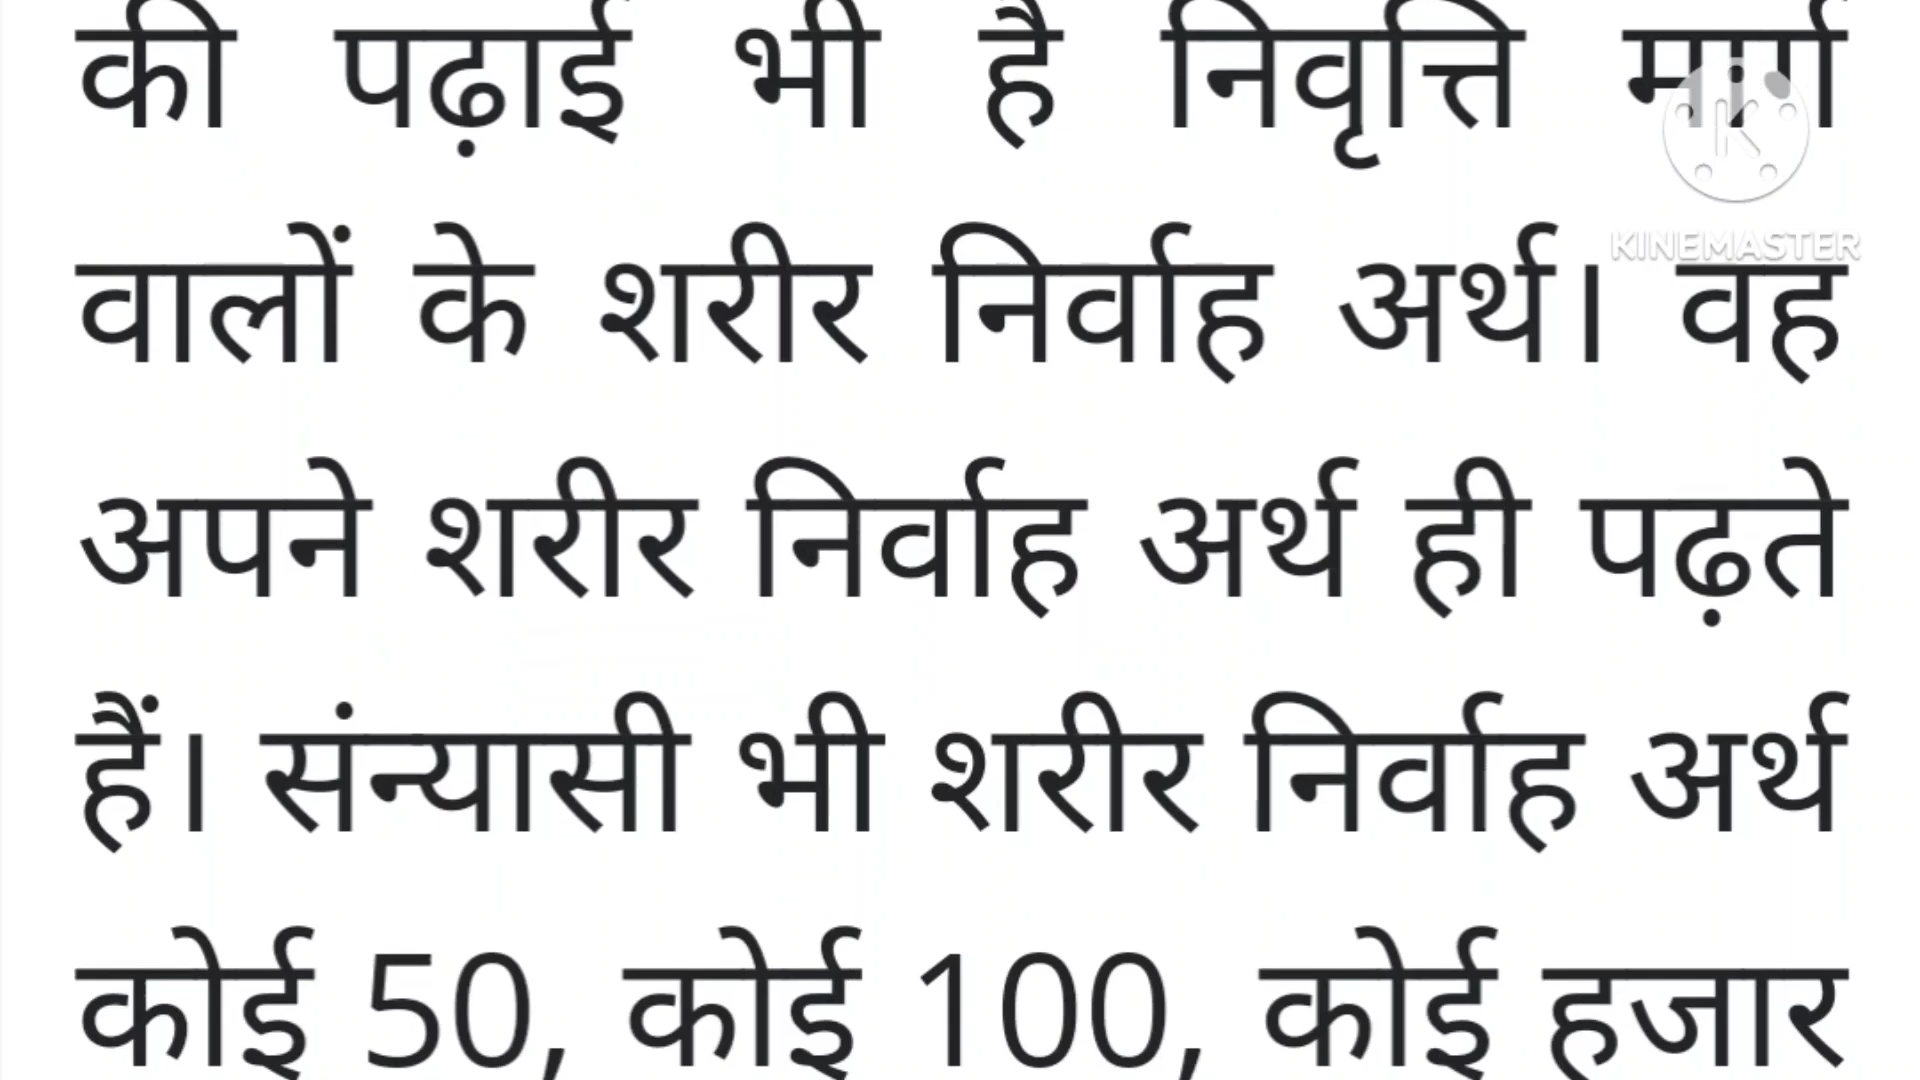 की पढ़ाई भी है निवृत्ति मार्ग
वालों के शरीर निर्वाह अर्थ। वह
KINEMASTER
अपने शरीर निर्वाह अर्थ ही पढ़ते
हैं। संन्यासी भी शरीर निर्वाह अर्थ
कोई 50, कोई 100, कोई हजार